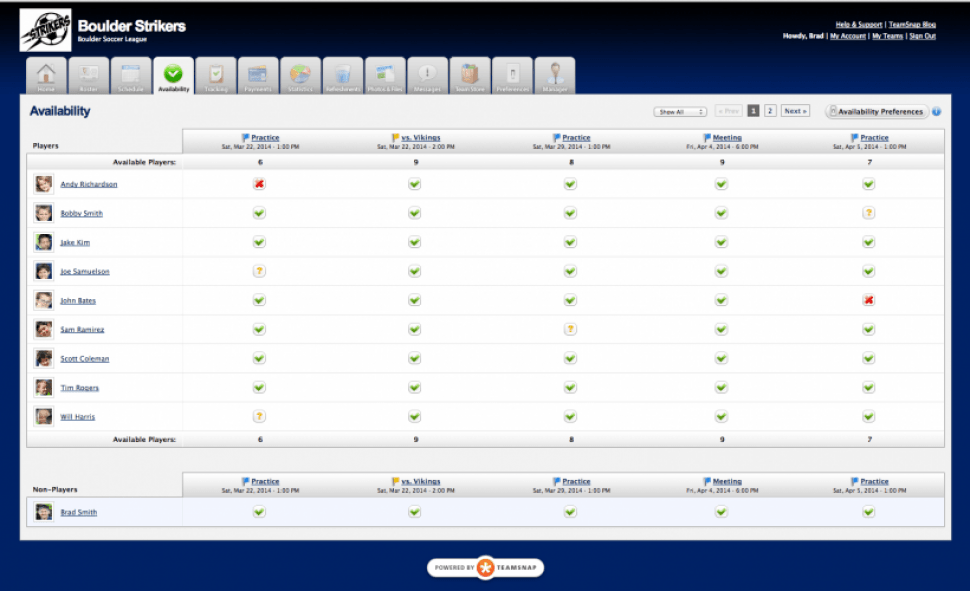 STRIKERS
Boulder Strikers
Boulder Soccer League
Help & Support | TeamSnap Blog
Howdy, Brad | My Account | My Teams | Sign Out
Home Roster Schedule Availability Tracking Payments Statistics Refreshments Photos & Files Messages Team Store Preferences Manager
Availability
Show All « Prev 1 2 Next » Availability Preferences i
Players
Practice vs. Vikings Practice Meeting Practice
Sat, Mar 22, 2014 - 1:00 PM Sat, Mar 22, 2014 - 2:00 PM Sat, Mar 29, 2014 - 1:00 PM Fri, Apr 4, 2014 - 6:00 PM Sat, Apr 5, 2014 - 1:00 PM
Available Players: 6 9 8 9 7
Andy Richardson
Bobby Smith ?
Jake Kim
Joe Samuelson ?
John Bates
Sam Ramirez ?
Scott Coleman
Tim Rogers
Will Harris ?
Available Players: 6 9 8 9 7
Non-Players
Practice vs. Vikings Practice Meeting Practice
Sat, Mar 22, 2014 - 1:00 PM Sat, Mar 22, 2014 - 2:00 PM Sat, Mar 29, 2014 - 1:00 PM Fri, Apr 4, 2014 - 6:00 PM Sat, Apr 5, 2014 - 1:00 PM
Brad Smith
POWERED BY TEAMSNAP